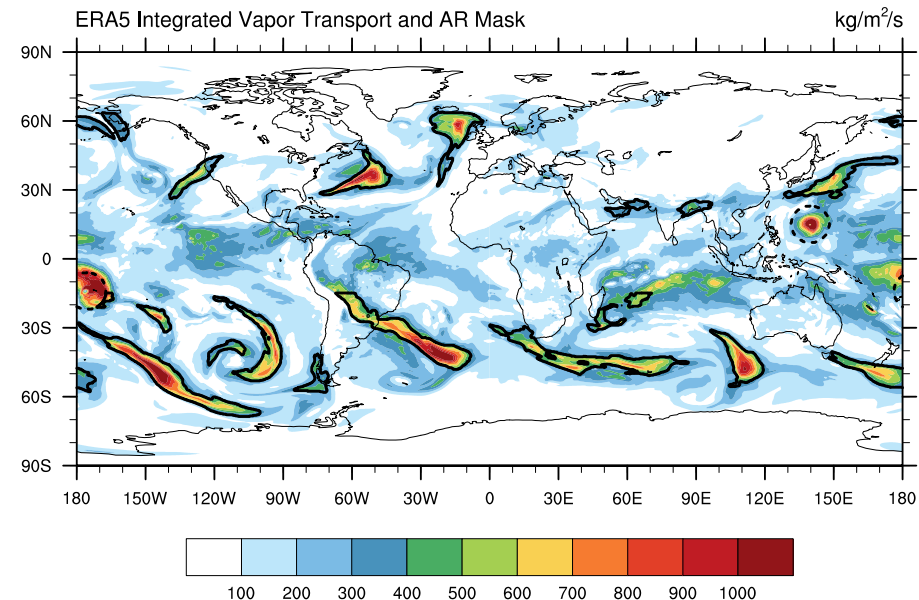 ERA5 Integrated Vapor Transport and AR Mask kg/m²/s
90N
60N
30N
0
30S
60S
90S
180 150W 120W 90W 60W 30W 0 30E 60E 90E 120E 150E 180
100 200 300 400 500 600 700 800 900 1000